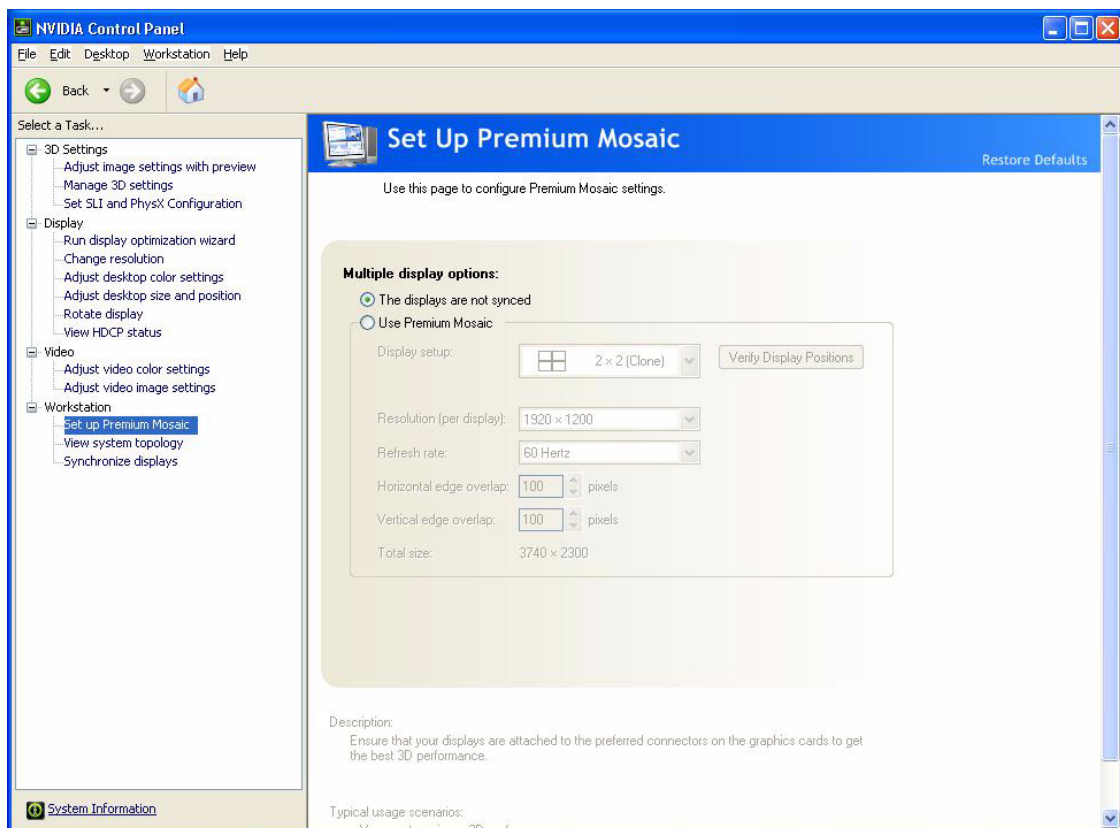 NVIDIA Control Panel
File Edit Desktop Workstation Help
Back
Select a Task...
3D Settings
Adjust image settings with preview
Manage 3D settings
Set SLI and PhysX Configuration
Display
Run display optimization wizard
Change resolution
Adjust desktop color settings
Adjust desktop size and position
Rotate display
View HDCP status
Video
Adjust video color settings
Adjust video image settings
Workstation
Set up Premium Mosaic
View system topology
Synchronize displays
System Information
Set Up Premium Mosaic
Restore Defaults
Use this page to configure Premium Mosaic settings.
Multiple display options:
The displays are not synced
Use Premium Mosaic
Display setup: 2 × 2 (Clone) Verify Display Positions
Resolution (per display): 1920 × 1200
Refresh rate: 60 Hertz
Horizontal edge overlap: 100 pixels
Vertical edge overlap: 100 pixels
Total size: 3740 × 2300
Description:
Ensure that your displays are attached to the preferred connectors on the graphics cards to get
the best 3D performance.
Typical usage scenarios: